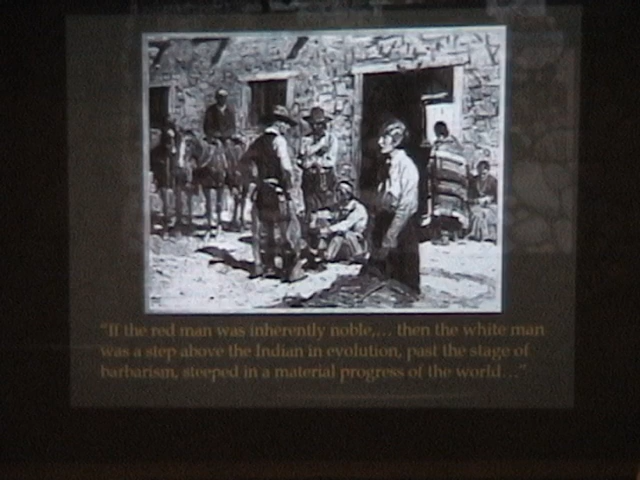 "If the red man was inherently noble,... then the white man
was a step above the Indian in evolution, past the stage of
barbarism, steeped in a material progress of the world..."